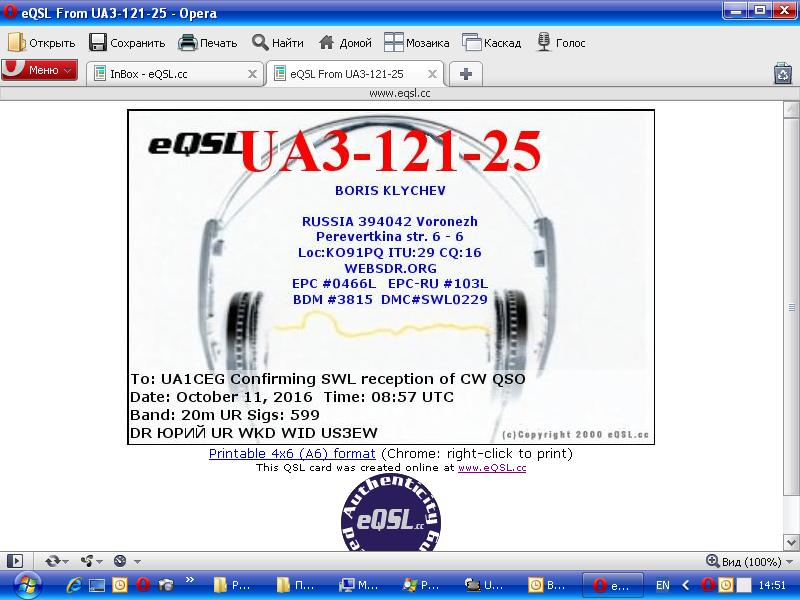 eQSL From UA3-121-25 - Opera
Открыть Сохранить Печать Найти Домой Мозаика Каскад Голос
Меню InBox - eQSL.cc eQSL From UA3-121-25
www.eqsl.cc
eQSL UA3-121-25
BORIS KLYCHEV
RUSSIA 394042 Voronezh
Perevertkina str. 6 - 6
Loc:KO91PQ ITU:29 CQ:16
WEBSDR.ORG
EPC #0466L EPC-RU #103L
BDM #3815 DMC#SWL0229
To: UA1CEG Confirming SWL reception of CW QSO
Date: October 11, 2016 Time: 08:57 UTC
Band: 20m UR Sigs: 599
DR ЮРИЙ UR WKD WID US3EW
(c)Copyright 2000 eQSL.cc
Printable 4x6 (A6) format (Chrome: right-click to print)
This QSL card was created online at www.eQSL.cc
Authenticity
eQSL.cc
Вид (100%)
» Р... П... М... Р... U... В... е... EN 14:51